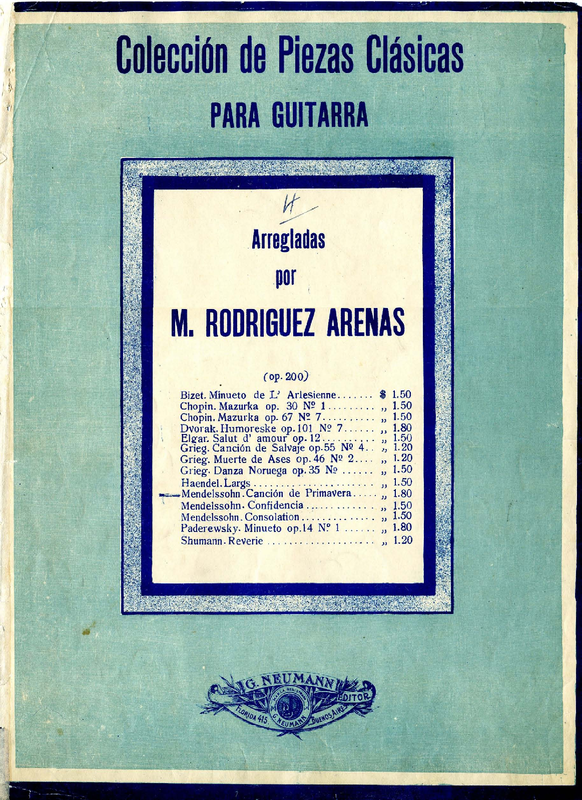 Colección de Piezas Clásicas
PARA GUITARRA
4
Arregladas
por
M. RODRIGUEZ ARENAS
(op. 200)
Bizet. Minueto de L' Arlesienne....... $ 1.50
Chopin. Mazurka op. 30 Nº 1.......... „ 1.50
Chopin. Mazurka op. 67 Nº 7.......... „ 1.50
Dvorak. Humoreske op. 101 Nº 7....... „ 1.80
Elgar. Salut d' amour op. 12.......... „ 1.50
Grieg. Canción de Salvaje op. 55 Nº 4.. „ 1.20
Grieg. Muerte de Ases op. 46 Nº 2.... „ 1.20
Grieg. Danza Noruega op. 35 Nº ...... „ 1.50
Haendel. Largs.................... „ 1.50
Mendelssohn. Canción de Primavera.... „ 1.80
Mendelssohn. Confidencia............ „ 1.50
Mendelssohn. Consolation............ „ 1.50
Paderewsky. Minueto op. 14 Nº 1...... „ 1.80
Shumann. Reverie.................. „ 1.20
G. NEUMANN
EDITOR
FLORIDA 415
G. NEUMANN
BUENOS AIRES